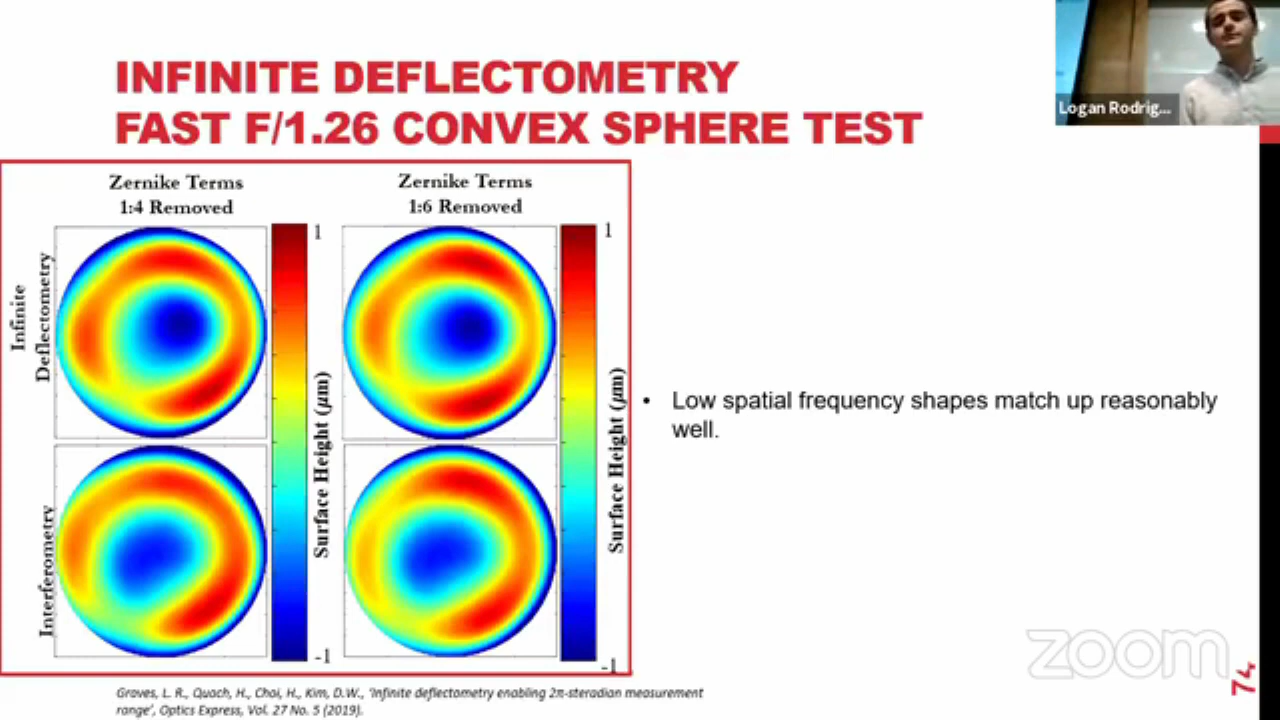 INFINITE DEFLECTOMETRY
FAST F/1.26 CONVEX SPHERE TEST
Logan Rodrig...
Zernike Terms
1:4 Removed
Zernike Terms
1:6 Removed
Infinite
Deflectometry
Interferometry
1
Surface Height (μm)
-1
1
Surface Height (μm)
-1
• Low spatial frequency shapes match up reasonably
well.
zoom
74
Graves, L. R., Quach, H., Choi, H., Kim, D.W., 'Infinite deflectometry enabling 2π-steradian measurement
range', Optics Express, Vol. 27 No. 5 (2019).